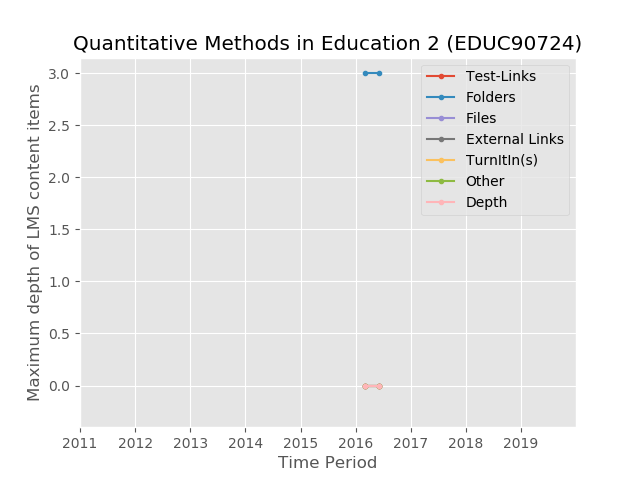 Quantitative Methods in Education 2 (EDUC90724)
Maximum depth of LMS content items
3.0
2.5
2.0
1.5
1.0
0.5
0.0
Test-Links
Folders
Files
External Links
TurnItIn(s)
Other
Depth
2011 2012 2013 2014 2015 2016 2017 2018 2019
Time Period